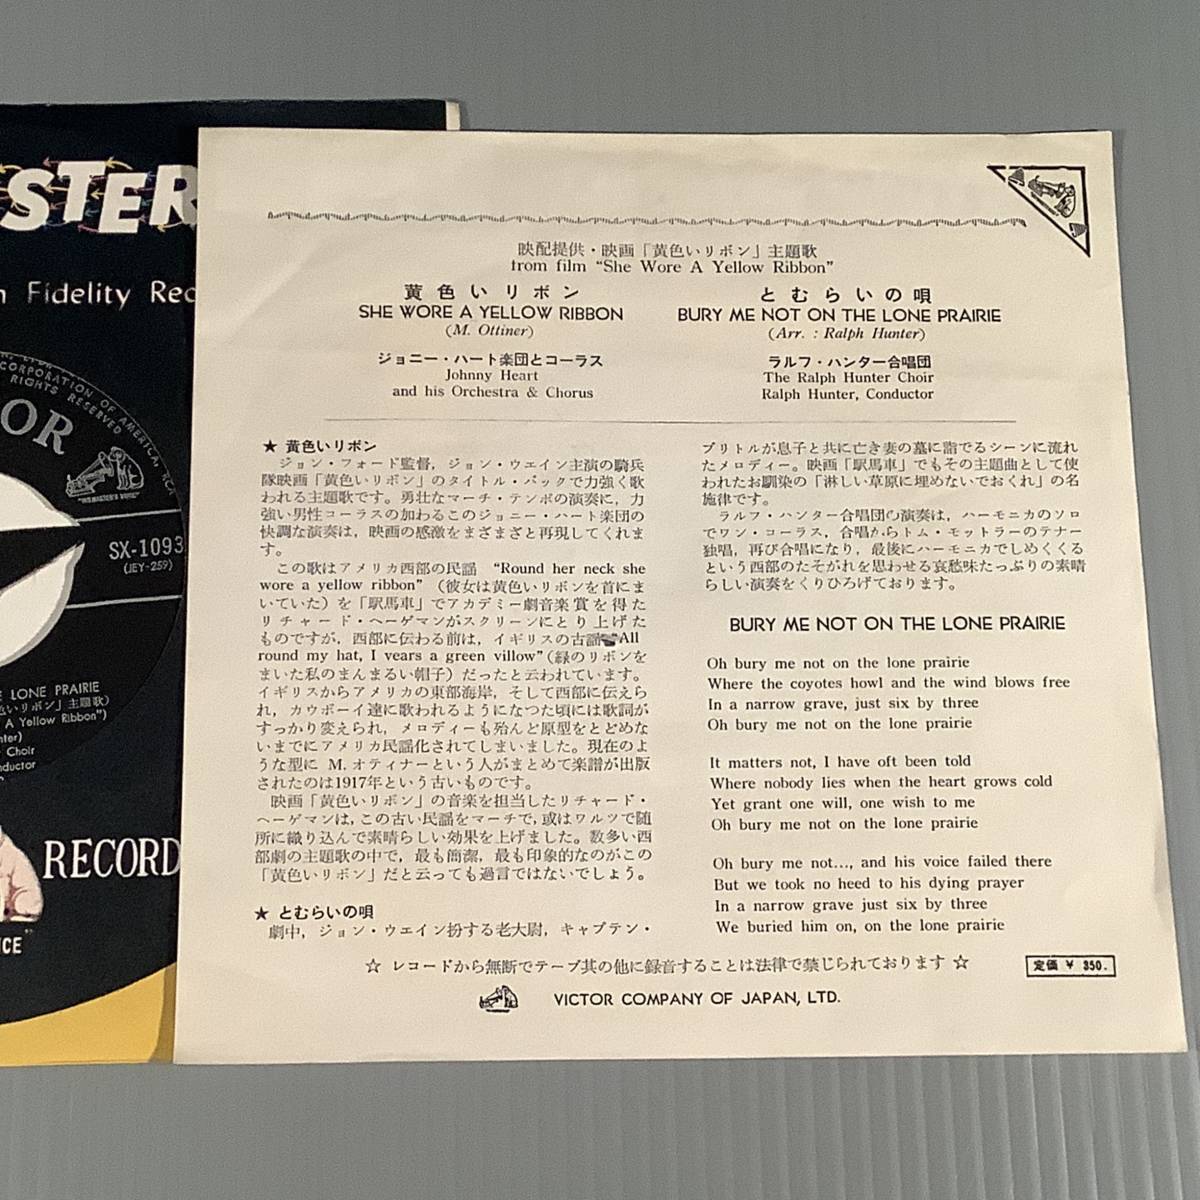 STER
Fidelity Rec
CORPORATION OF AMERICA, RCA
RIGHTS RESERVED
OR
"HIS MASTER'S VOICE"
SX-1093
(JEY-259)
LONE PRAIRIE
色いリボン」主題歌)
A Yellow Ribbon")
Choir
RECORD
映配提供・映画「黄色いリボン」主題歌
from film "She Wore A Yellow Ribbon"
黄色いリボン
SHE WORE A YELLOW RIBBON
(M. Ottiner)
ジョニー・ハート楽団とコーラス
Johnny Heart
and his Orchestra & Chorus
とむらいの唄
BURY ME NOT ON THE LONE PRAIRIE
(Arr. : Ralph Hunter)
ラルフ・ハンター合唱団
The Ralph Hunter Choir
Ralph Hunter, Conductor
★ 黄色いリボン
ジョン・フォード監督，ジョン・ウエイン主演の騎兵
隊映画「黄色いリボン」のタイトル・バックで力強く歌
われる主題歌です。勇壮なマーチ・テンポの演奏に，力
強い男性コーラスの加わるこのジョニー・ハート楽団の
快調な演奏は，映画の感激をまざまざと再現してくれま
す。
この歌はアメリカ西部の民謡 "Round her neck she
wore a yellow ribbon"（彼女は黄色いリボンを首にま
いていた）を「駅馬車」でアカデミー劇音楽賞を得た
リチャード・ヘーゲマンがスクリーンにとり上げた
ものですが，西部に伝わる前は，イギリスの古謡 All
round my hat, I vears a green villow"（緑のリボンを
まいた私のまんまるい帽子）だったと云われています。
イギリスからアメリカの東部海岸，そして西部に伝えら
れ，カウボーイ達に歌われるようになつた頃には歌詞が
すっかり変えられ，メロディーも殆んど原型をとどめな
いまでにアメリカ民謡化されてしまいました。現在のよ
うな型に M.オティナーという人がまとめて楽譜が出版
されたのは1917年という古いものです。
映画「黄色いリボン」の音楽を担当したリチャード・
ヘーゲマンは，この古い民謡をマーチで，或はワルツで随
所に織り込んで素晴らしい効果を上げました。数多い西
部劇の主題歌の中で，最も簡潔，最も印象的なのがこの
「黄色いリボン」だと云っても過言ではないでしょう。
★ とむらいの唄
劇中，ジョン・ウエイン扮する老大尉，キャプテン・
ブリトルが息子と共に亡き妻の墓に詣でるシーンに流れ
たメロディー。映画「駅馬車」でもその主題曲として使
われたお馴染の「淋しい草原に埋めないでおくれ」の名
施律です。
ラルフ・ハンター合唱団の演奏は，ハーモニカのソロ
でワン・コーラス，合唱からトム・モットラーのテナー
独唱，再び合唱になり，最後にハーモニカでしめくくる
という西部のたそがれを思わせる哀愁味たっぷりの素晴
らしい演奏をくりひろげております。
BURY ME NOT ON THE LONE PRAIRIE
Oh bury me not on the lone prairie
Where the coyotes howl and the wind blows free
In a narrow grave, just six by three
Oh bury me not on the lone prairie
It matters not, I have oft been told
Where nobody lies when the heart grows cold
Yet grant one will, one wish to me
Oh bury me not on the lone prairie
Oh bury me not..., and his voice failed there
But we took no heed to his dying prayer
In a narrow grave just six by three
We buried him on, on the lone prairie
☆ レコードから無断でテープ其の他に録音することは法律で禁じられております ☆
定価 ¥ 350.
VICTOR COMPANY OF JAPAN, LTD.